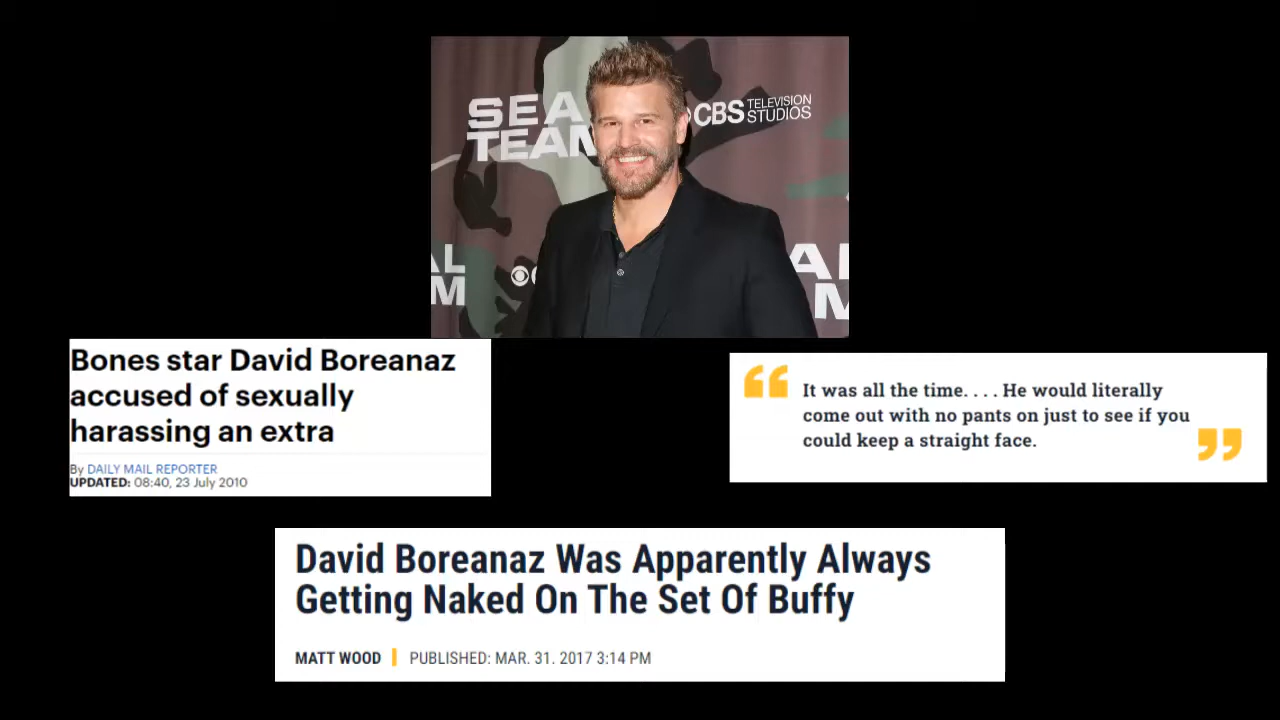 SEA
TEAM
CBS TELEVISION
STUDIOS
Bones star David Boreanaz
accused of sexually
harassing an extra
By DAILY MAIL REPORTER
UPDATED: 08:40, 23 July 2010
“ It was all the time. . . . He would literally
come out with no pants on just to see if you
could keep a straight face. ”
David Boreanaz Was Apparently Always
Getting Naked On The Set Of Buffy
MATT WOOD | PUBLISHED: MAR. 31. 2017 3:14 PM